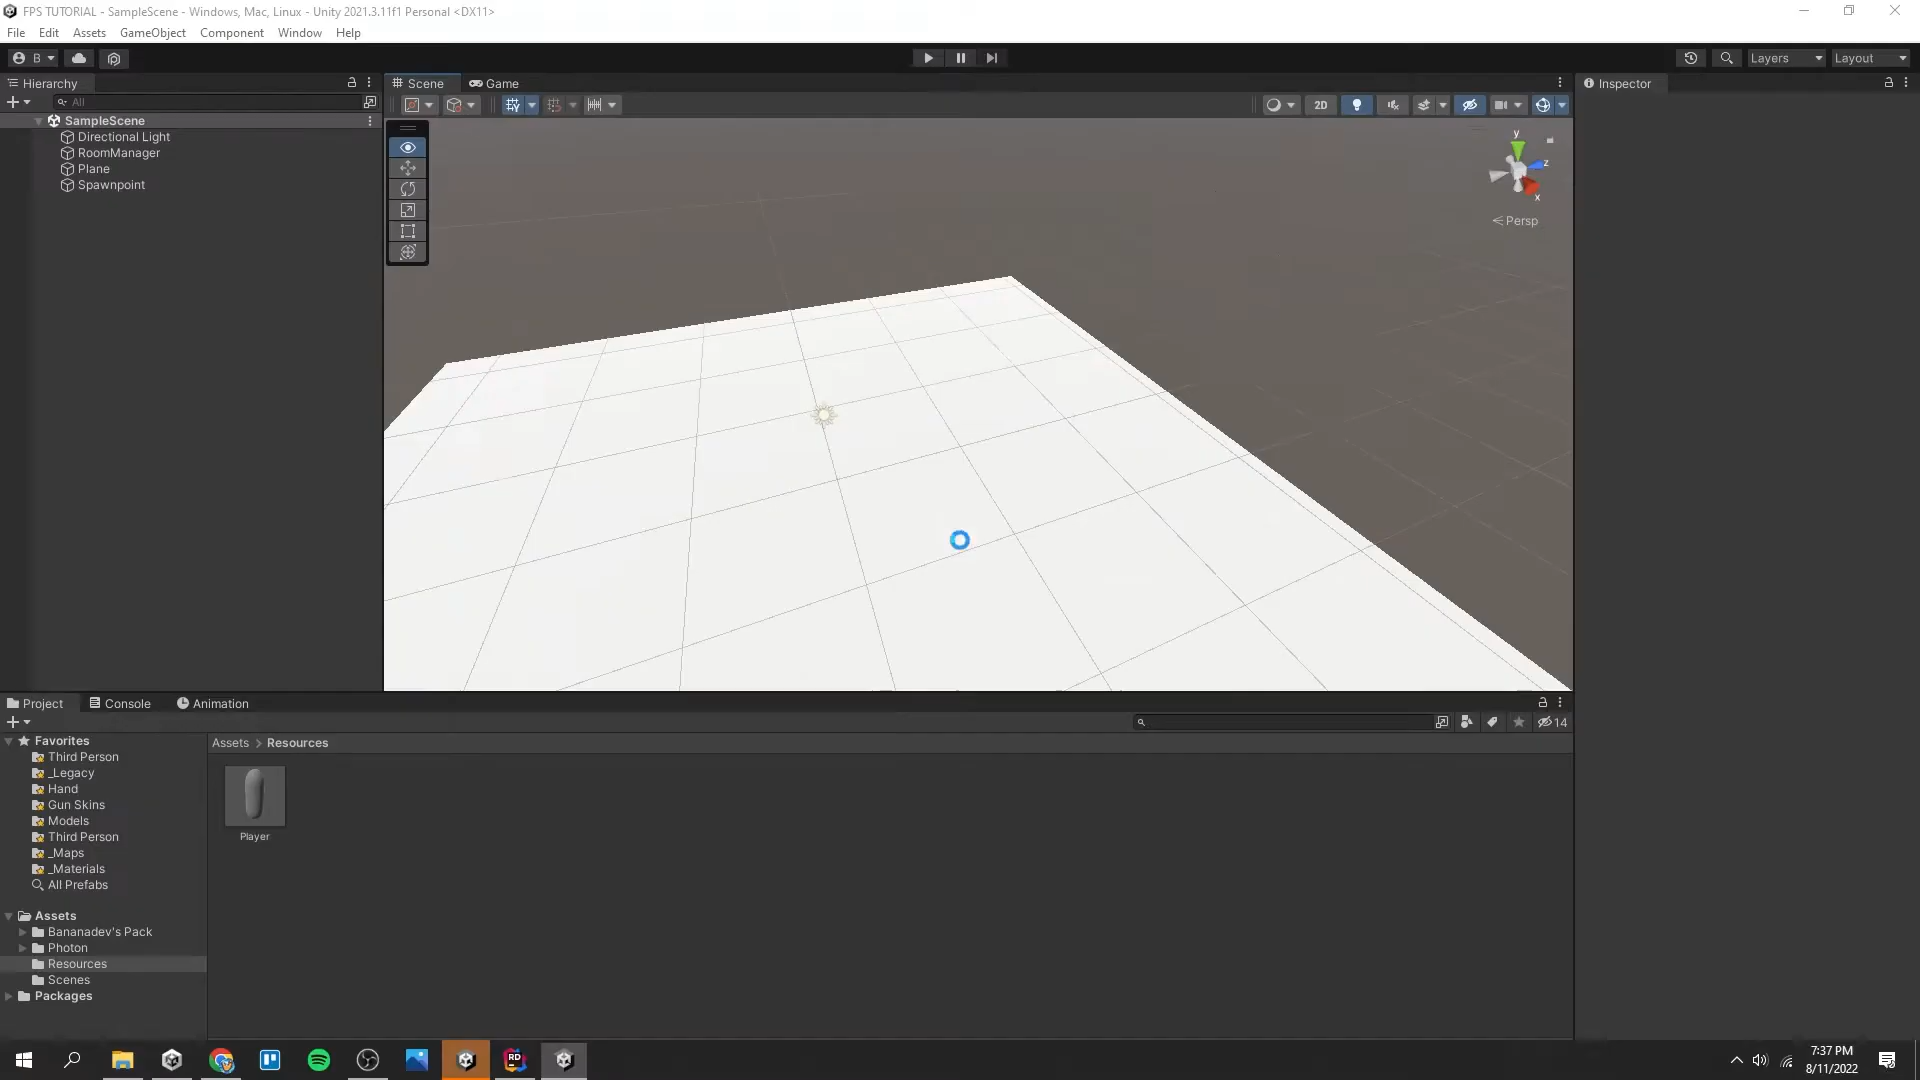 FPS TUTORIAL - SampleScene - Windows, Mac, Linux - Unity 2021.3.11f1 Personal <DX11>
File Edit Assets GameObject Component Window Help
B
Layers
Layout
Hierarchy
Scene
Game
Inspector
All
2D
SampleScene
Directional Light
RoomManager
Plane
Spawnpoint
y
z
x
Persp
Project
Console
Animation
14
Favorites
Third Person
_Legacy
Hand
Gun Skins
Models
Third Person
_Maps
_Materials
All Prefabs
Assets > Resources
Player
Assets
Bananadev's Pack
Photon
Resources
Scenes
Packages
RD
7:37 PM
8/11/2022